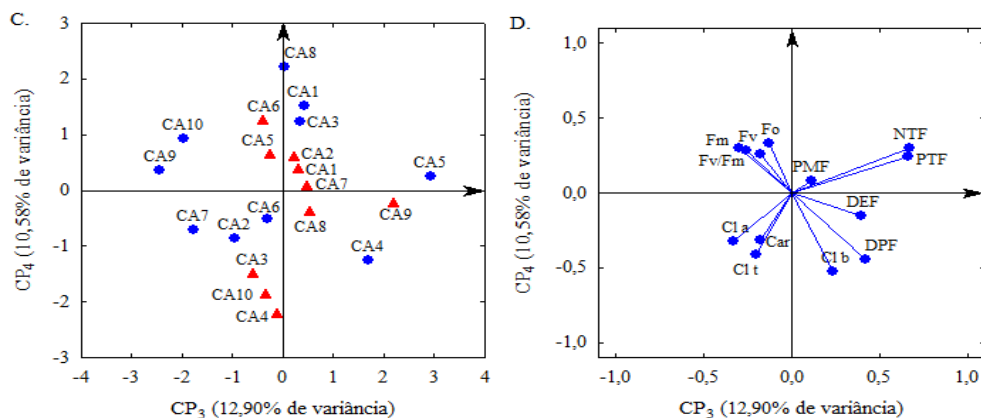 C.
3
2
1
0
-1
-2
-3
CP4 (10,58% de variância)
CA8
CA1
CA6
CA3
CA10
CA5
CA2
CA9
CA1
CA5
CA7
CA9
CA7
CA2
CA6
CA8
CA4
CA3
CA10
CA4
-4 -3 -2 -1 0 1 2 3 4
CP3 (12,90% de variância)
D.
1,0
0,5
0,0
-0,5
-1,0
CP4 (10,58% de variância)
Fm Fv Fo
NTF
Fv/Fm
PTF
PMF
DEF
Cl a
Car
Cl t
Cl b
DPF
-1,0 -0,5 0,0 0,5 1,0
CP3 (12,90% de variância)